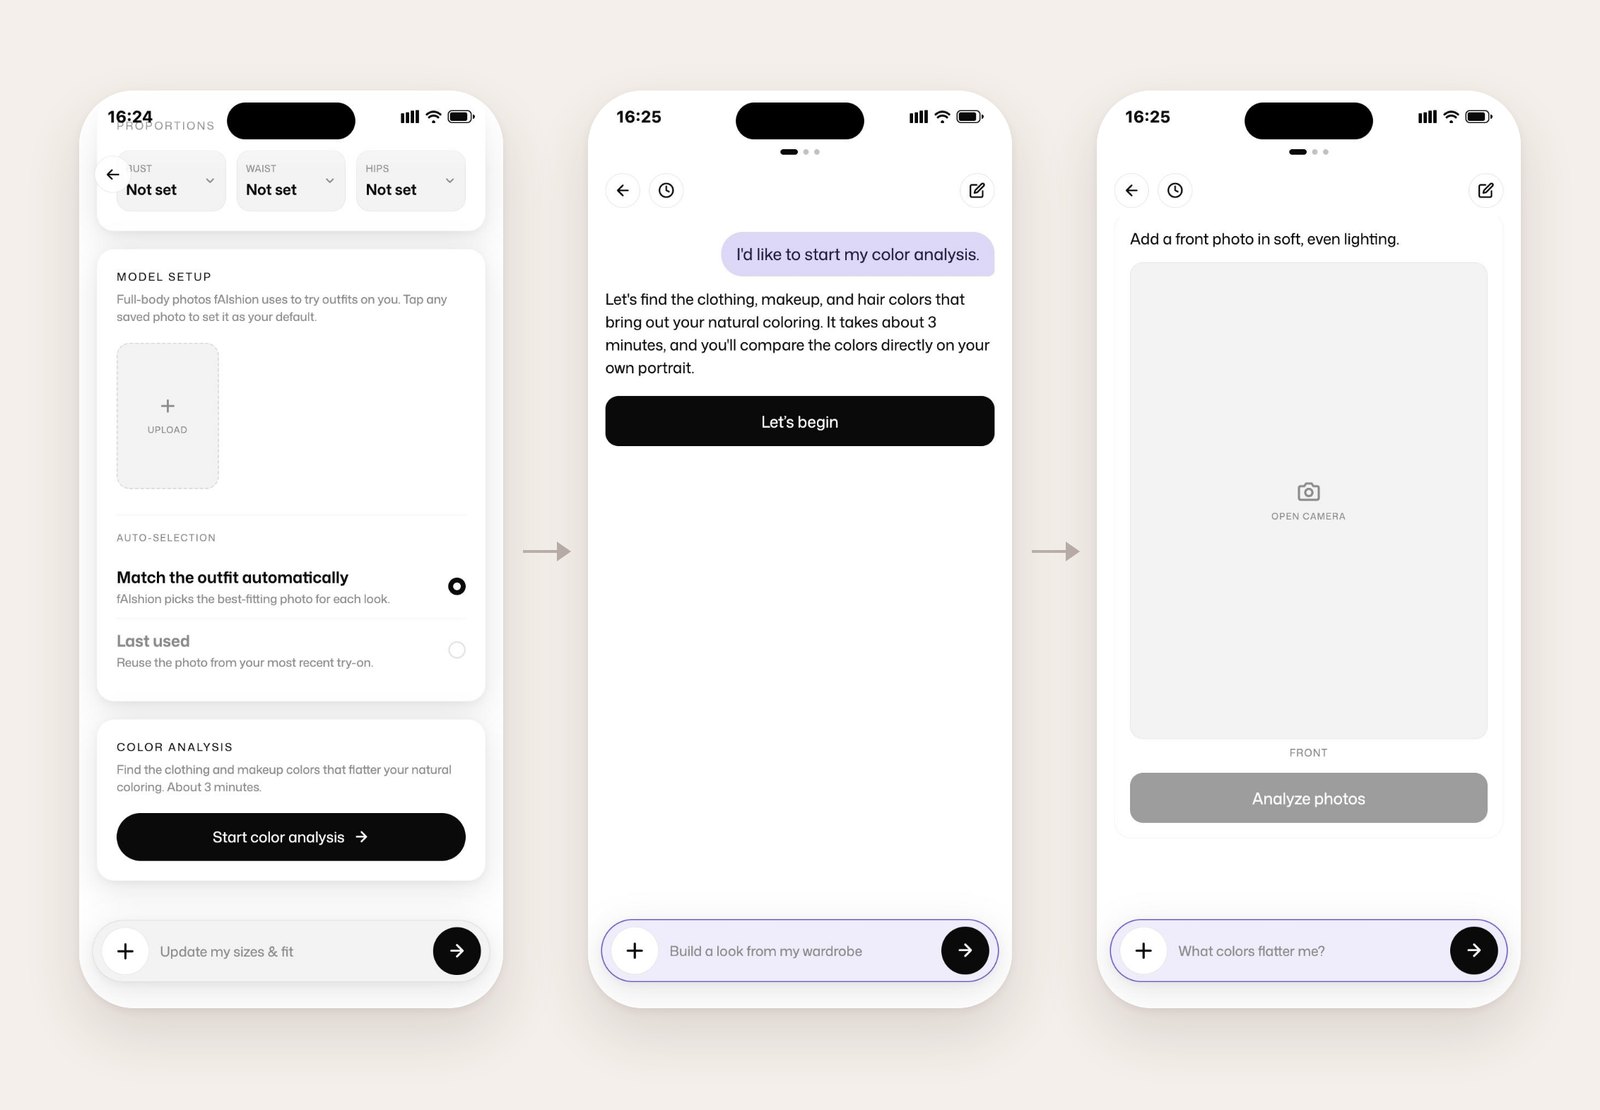 16:24
PROPORTIONS
BUST
WAIST
HIPS
Not set
Not set
Not set
MODEL SETUP
Full-body photos fAIshion uses to try outfits on you. Tap any
saved photo to set it as your default.
UPLOAD
AUTO-SELECTION
Match the outfit automatically
fAIshion picks the best-fitting photo for each look.
Last used
Reuse the photo from your most recent try-on.
COLOR ANALYSIS
Find the clothing and makeup colors that flatter your natural
coloring. About 3 minutes.
Start color analysis
Update my sizes & fit
16:25
I'd like to start my color analysis.
Let's find the clothing, makeup, and hair colors that
bring out your natural coloring. It takes about 3
minutes, and you'll compare the colors directly on your
own portrait.
Let's begin
Build a look from my wardrobe
16:25
Add a front photo in soft, even lighting.
OPEN CAMERA
FRONT
Analyze photos
What colors flatter me?